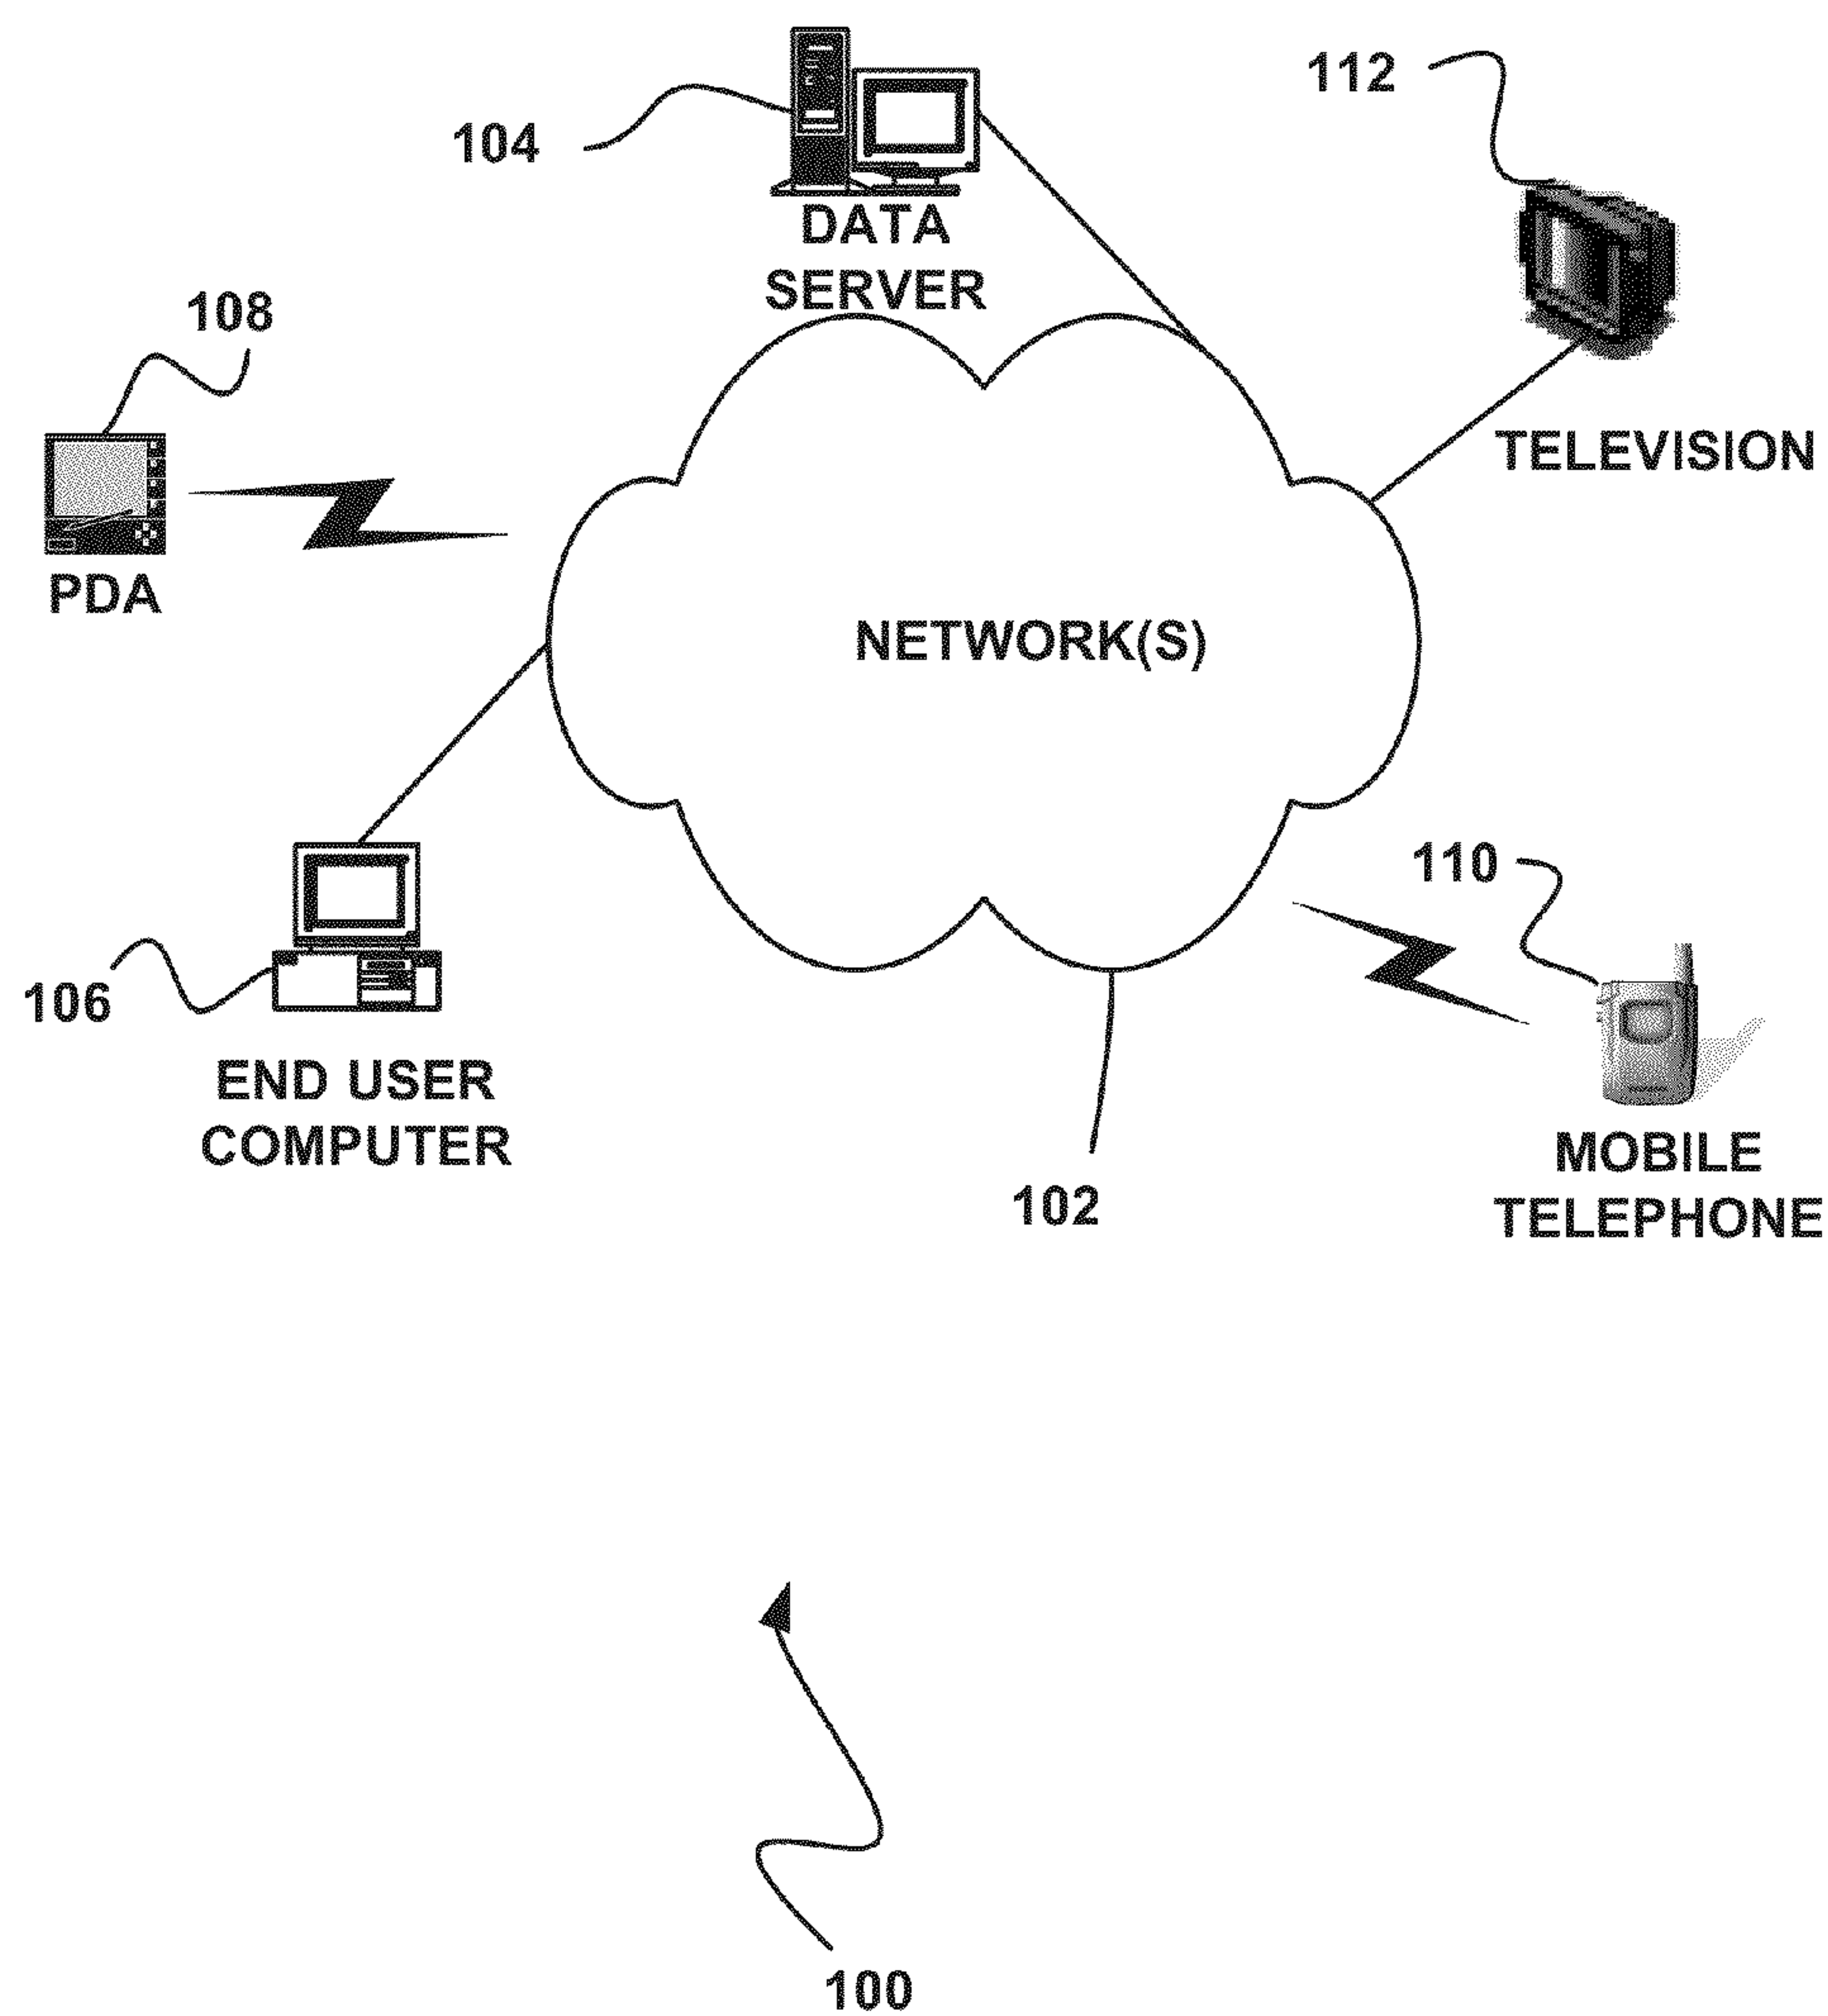 104
DATA
SERVER
112
TELEVISION
108
PDA
NETWORK(S)
106
END USER
COMPUTER
110
MOBILE
TELEPHONE
102
100